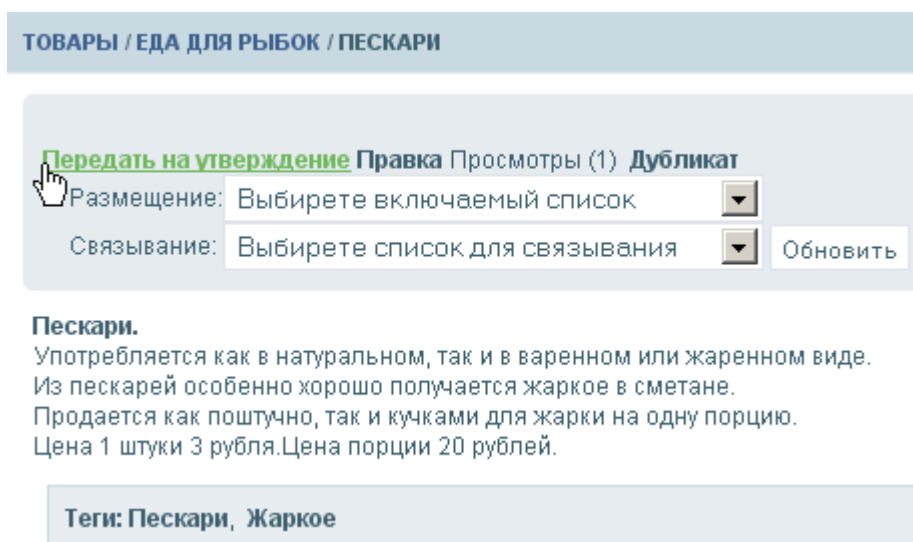 ТОВАРЫ / ЕДА ДЛЯ РЫБОК / ПЕСКАРИ
Передать на утверждение Правка Просмотры (1) Дубликат
Размещение: Выбирете включаемый список
Связывание: Выбирете список для связывания Обновить
Пескари.
Употребляется как в натуральном, так и в варенном или жаренном виде.
Из пескарей особенно хорошо получается жаркое в сметане.
Продается как поштучно, так и кучками для жарки на одну порцию.
Цена 1 штуки 3 рубля.Цена порции 20 рублей.
Теги: Пескари, Жаркое